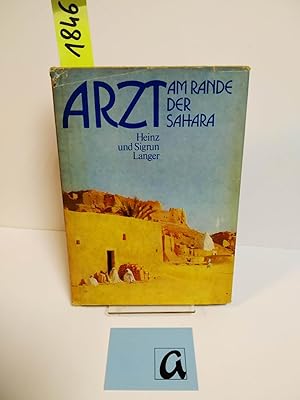 1846
ARZT AM RANDE
DER
SAHARA
Heinz
und Sigrun
Langer
a